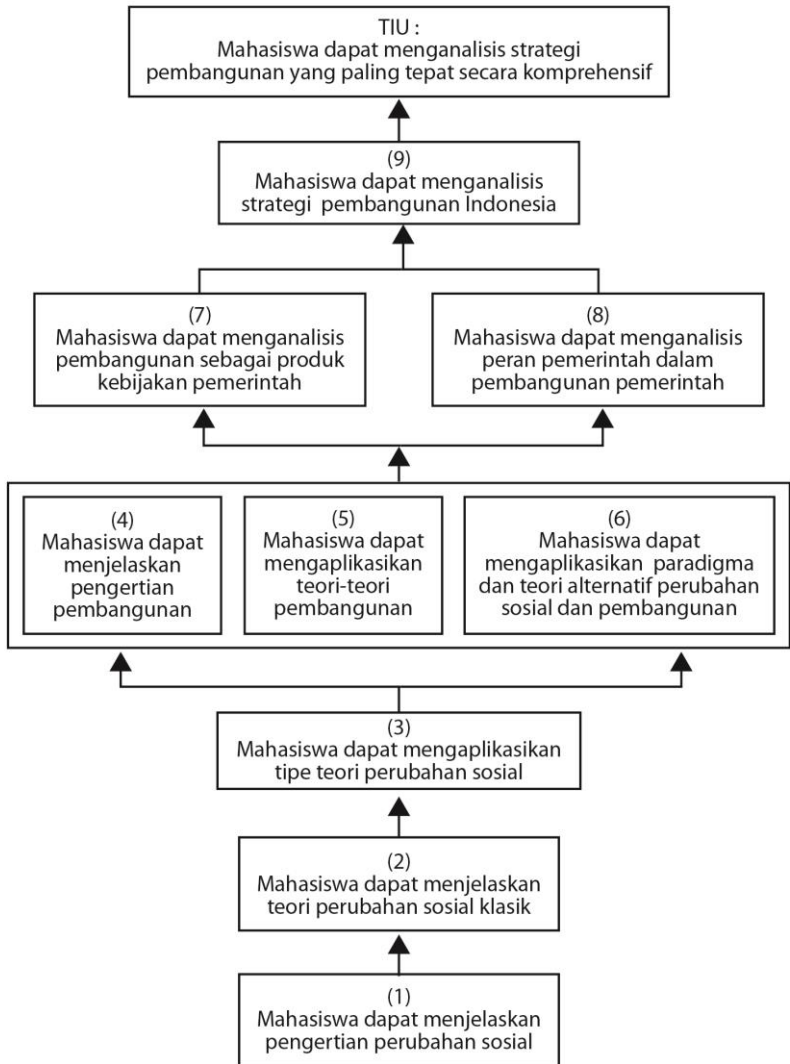 TIU :
Mahasiswa dapat menganalisis strategi
pembangunan yang paling tepat secara komprehensif
(9)
Mahasiswa dapat menganalisis
strategi pembangunan Indonesia
(7)
Mahasiswa dapat menganalisis
pembangunan sebagai produk
kebijakan pemerintah
(8)
Mahasiswa dapat menganalisis
peran pemerintah dalam
pembangunan pemerintah
(4)
Mahasiswa dapat
menjelaskan
pengertian
pembangunan
(5)
Mahasiswa dapat
mengaplikasikan
teori-teori
pembangunan
(6)
Mahasiswa dapat
mengaplikasikan paradigma
dan teori alternatif perubahan
sosial dan pembangunan
(3)
Mahasiswa dapat mengaplikasikan
tipe teori perubahan sosial
(2)
Mahasiswa dapat menjelaskan
teori perubahan sosial klasik
(1)
Mahasiswa dapat menjelaskan
pengertian perubahan sosial